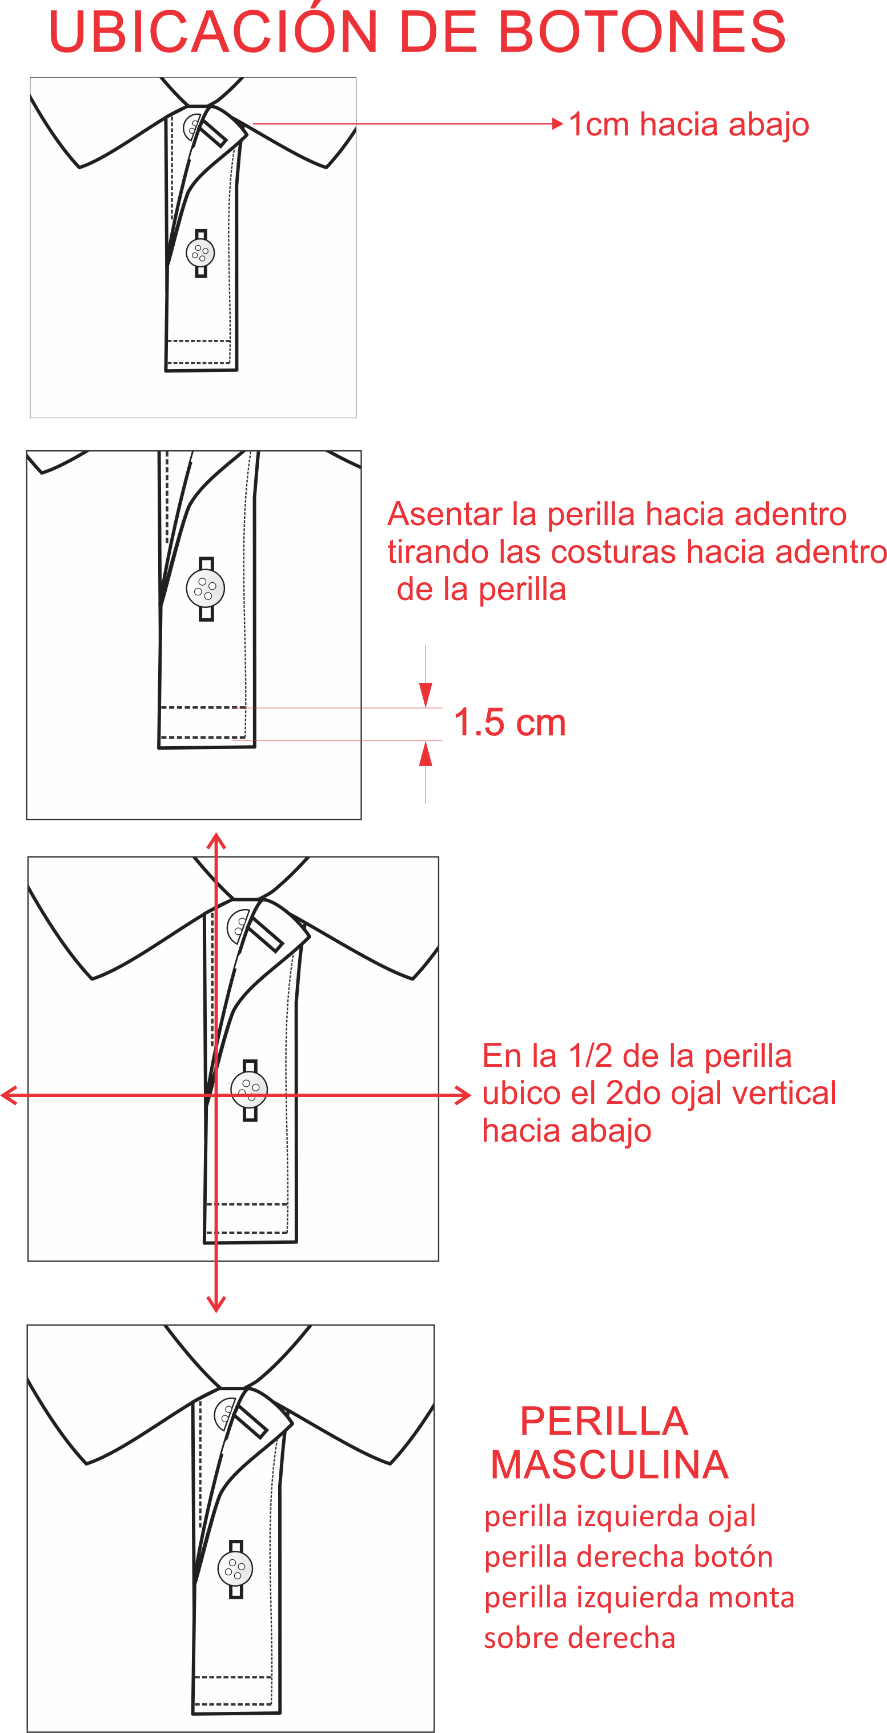 UBICACIÓN DE BOTONES
1cm hacia abajo
Asentar la perilla hacia adentro
tirando las costuras hacia adentro
de la perilla
1.5 cm
En la 1/2 de la perilla
ubico el 2do ojal vertical
hacia abajo
PERILLA
MASCULINA
perilla izquierda ojal
perilla derecha botón
perilla izquierda monta
sobre derecha